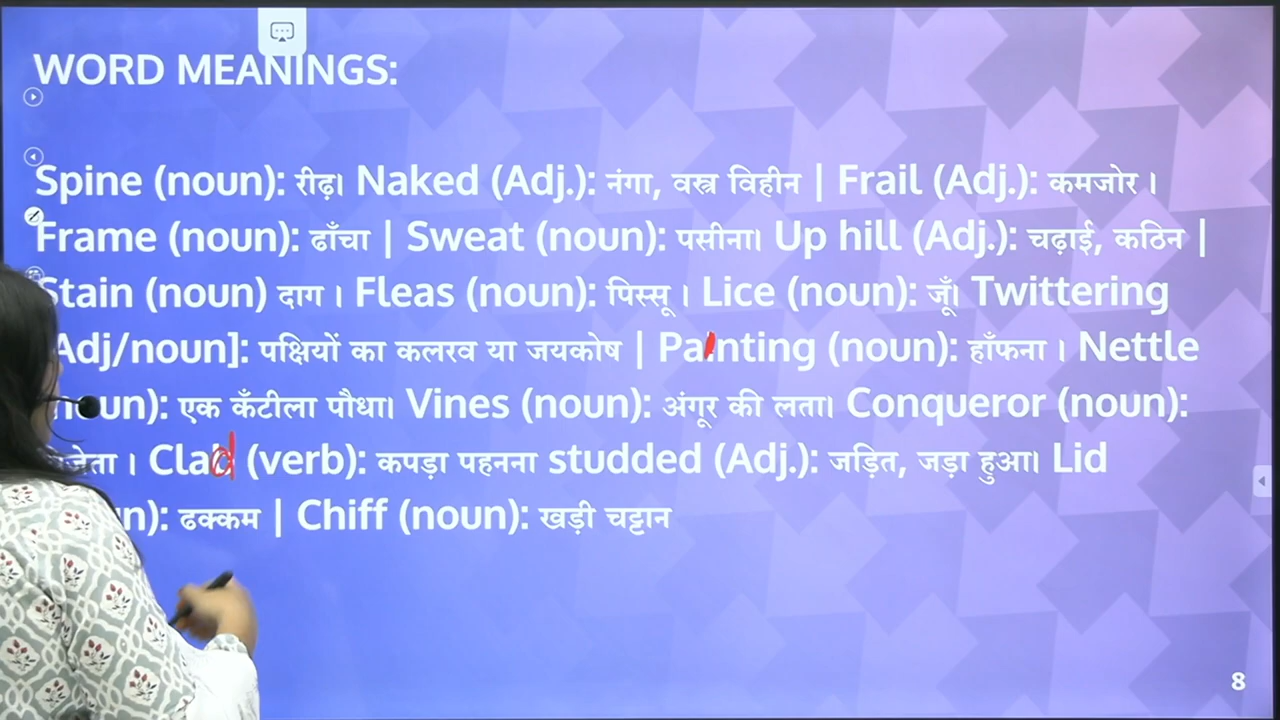 WORD MEANINGS:
Spine (noun): रीढ़। Naked (Adj.): नंगा, वस्त्र विहीन | Frail (Adj.): कमजोर ।
Frame (noun): ढाँचा | Sweat (noun): पसीना। Up hill (Adj.): चढ़ाई, कठिन |
Stain (noun) दाग । Fleas (noun): पिस्सू । Lice (noun): जूँ। Twittering
Adj/noun]: पक्षियों का कलरव या जयकोष | Painting (noun): हाँफना । Nettle
noun): एक कँटीला पौधा। Vines (noun): अंगूर की लता। Conqueror (noun):
जेता । Clad (verb): कपड़ा पहनना studded (Adj.): जड़ित, जड़ा हुआ। Lid
n): ढक्कम | Chiff (noun): खड़ी चट्टान
8